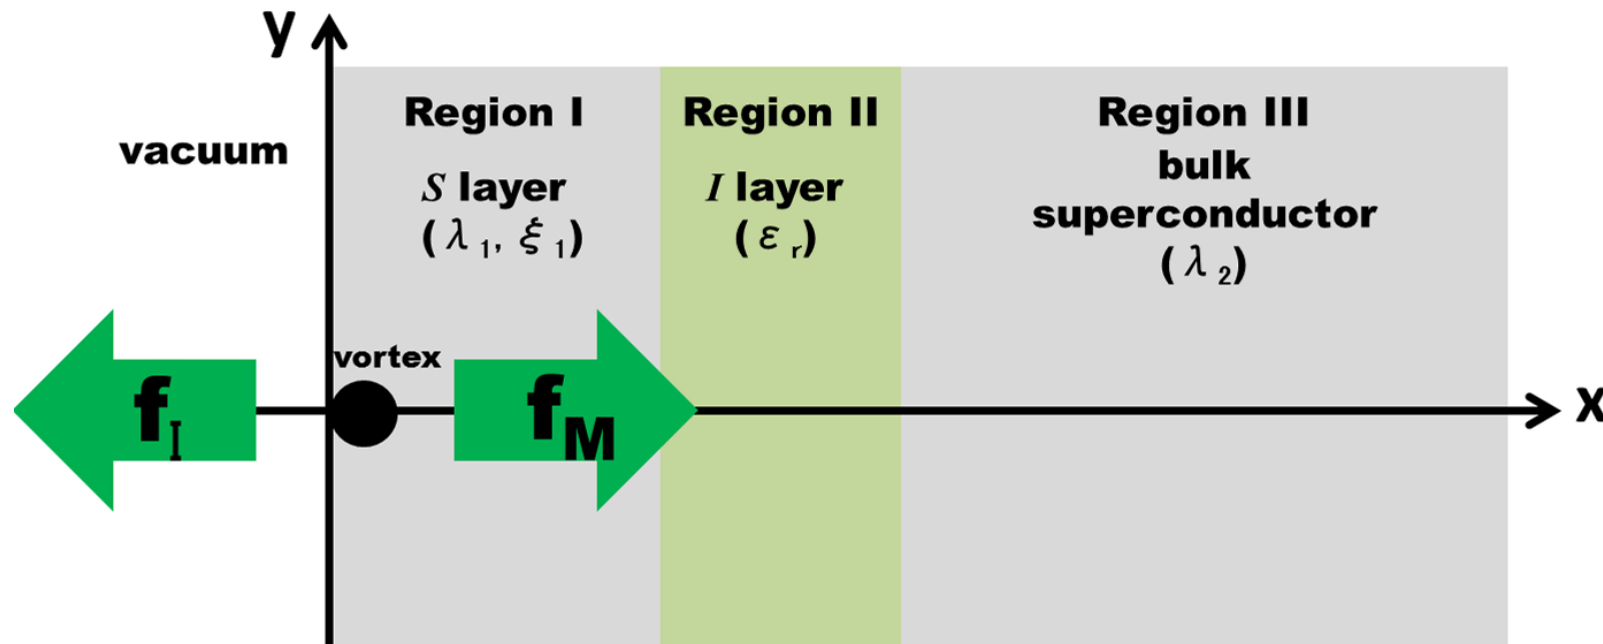 y
vacuum
Region I
S layer
(λ1, ξ1)
Region II
I layer
(εr)
Region III
bulk
superconductor
(λ2)
vortex
fI
fM
x